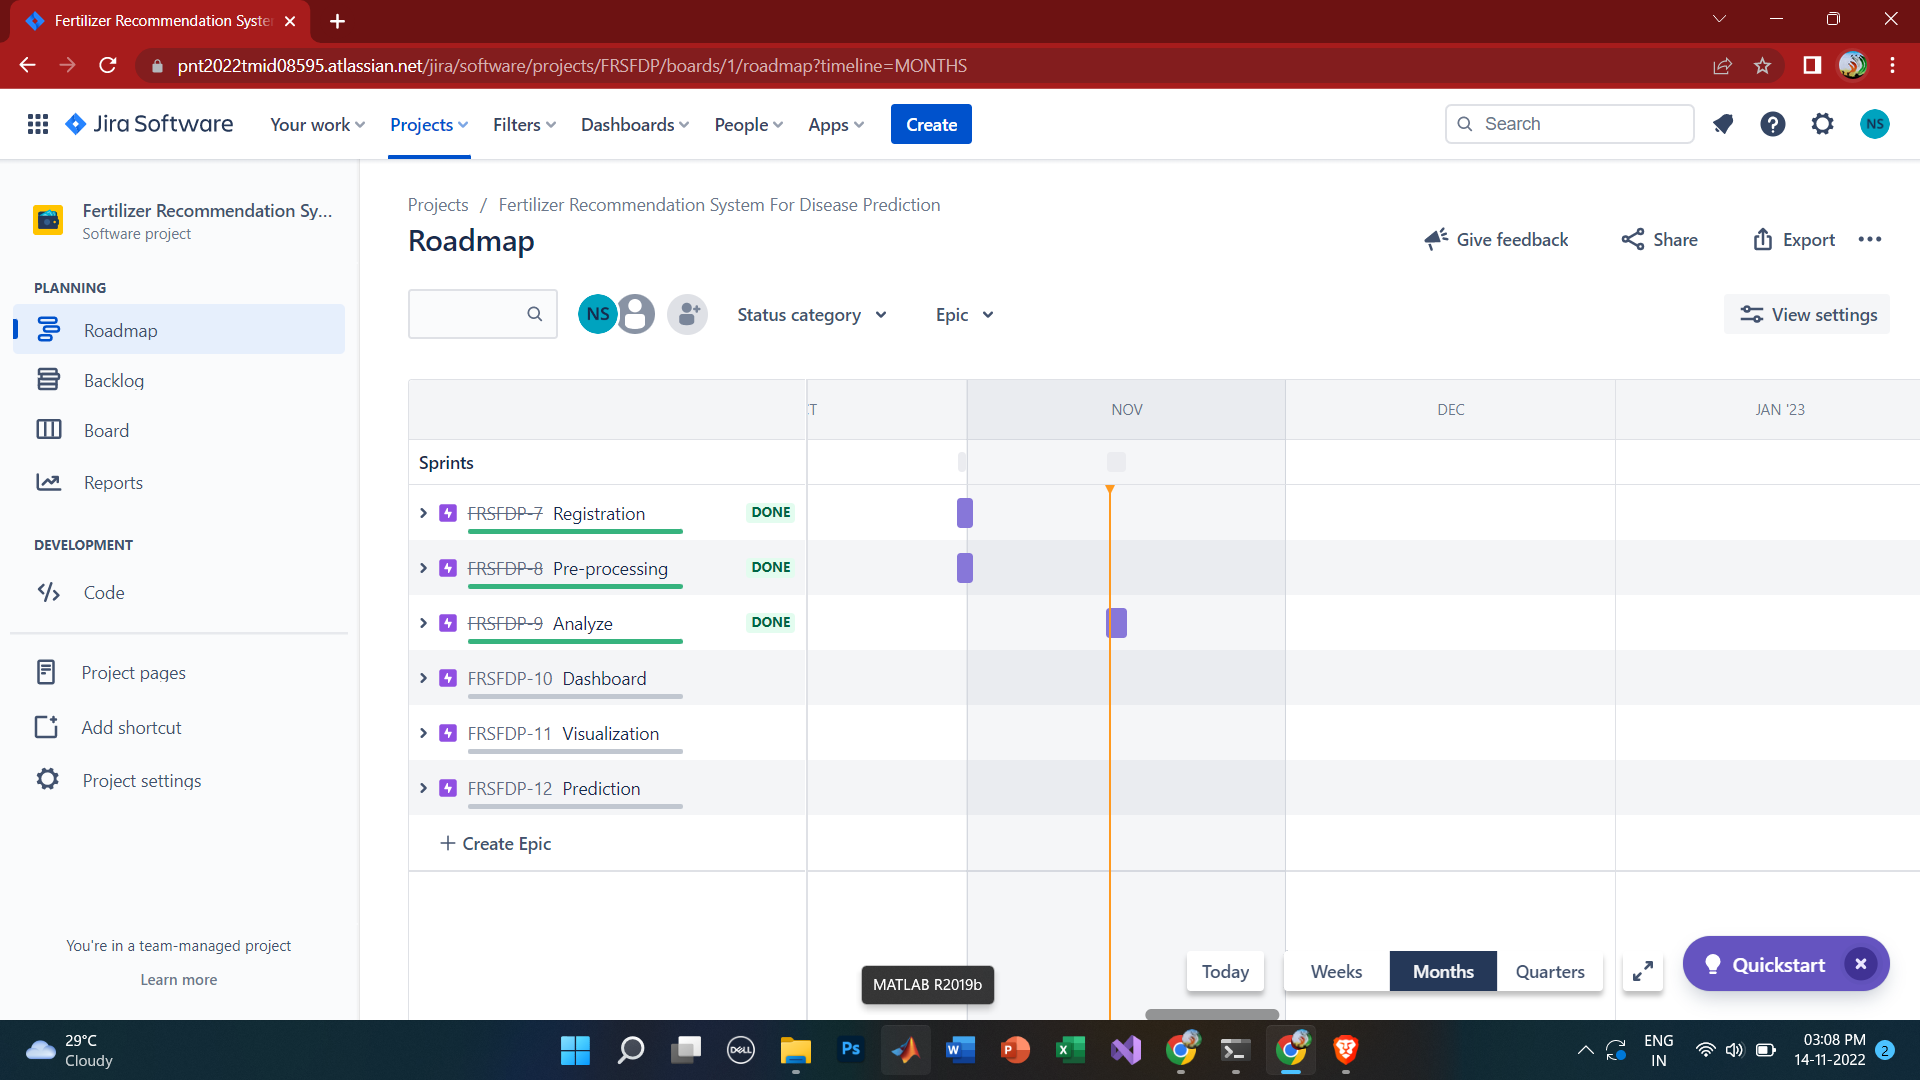 Fertilizer Recommendation Syste
pnt2022tmid08595.atlassian.net/jira/software/projects/FRSFDP/boards/1/roadmap?timeline=MONTHS
Jira Software
Your work
Projects
Filters
Dashboards
People
Apps
Create
Search
NS
Fertilizer Recommendation Sy...
Software project
PLANNING
Roadmap
Backlog
Board
Reports
DEVELOPMENT
Code
Project pages
Add shortcut
Project settings
You're in a team-managed project
Learn more
Projects / Fertilizer Recommendation System For Disease Prediction
Roadmap
Give feedback
Share
Export
NS
Status category
Epic
View settings
CT
NOV
DEC
JAN '23
Sprints
FRSFDP-7 Registration DONE
FRSFDP-8 Pre-processing DONE
FRSFDP-9 Analyze DONE
FRSFDP-10 Dashboard
FRSFDP-11 Visualization
FRSFDP-12 Prediction
+ Create Epic
Today
Weeks
Months
Quarters
Quickstart
MATLAB R2019b
29°C
Cloudy
DELL
Ps
W
P
X
ENG
IN
03:08 PM
14-11-2022
2